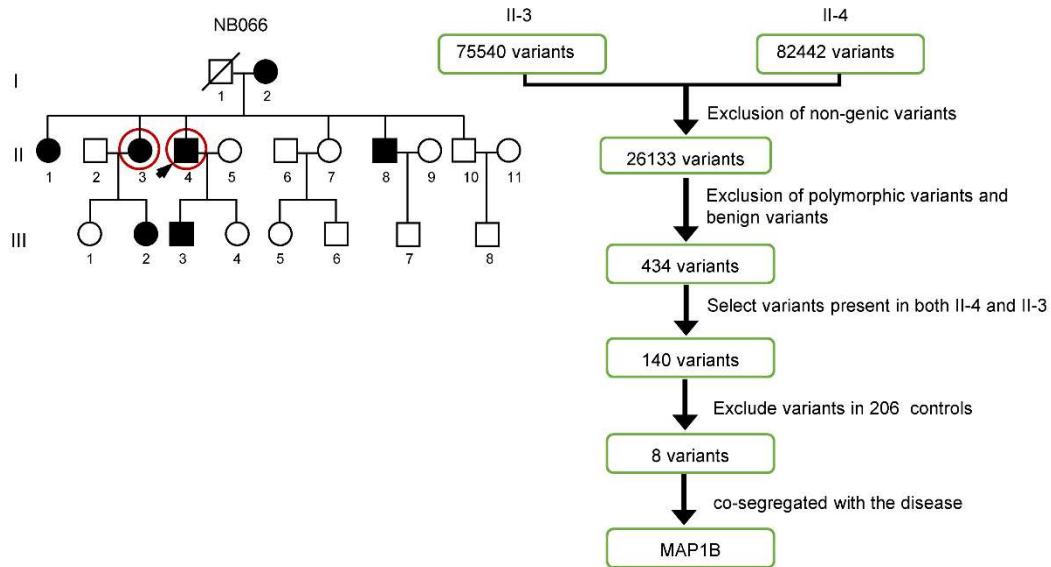 NB066
I
1 2
II
1 2 3 4 5 6 7 8 9 10 11
III
1 2 3 4 5 6 7 8
II-3 II-4
75540 variants 82442 variants
Exclusion of non-genic variants
26133 variants
Exclusion of polymorphic variants and
benign variants
434 variants
Select variants present in both II-4 and II-3
140 variants
Exclude variants in 206 controls
8 variants
co-segregated with the disease
MAP1B